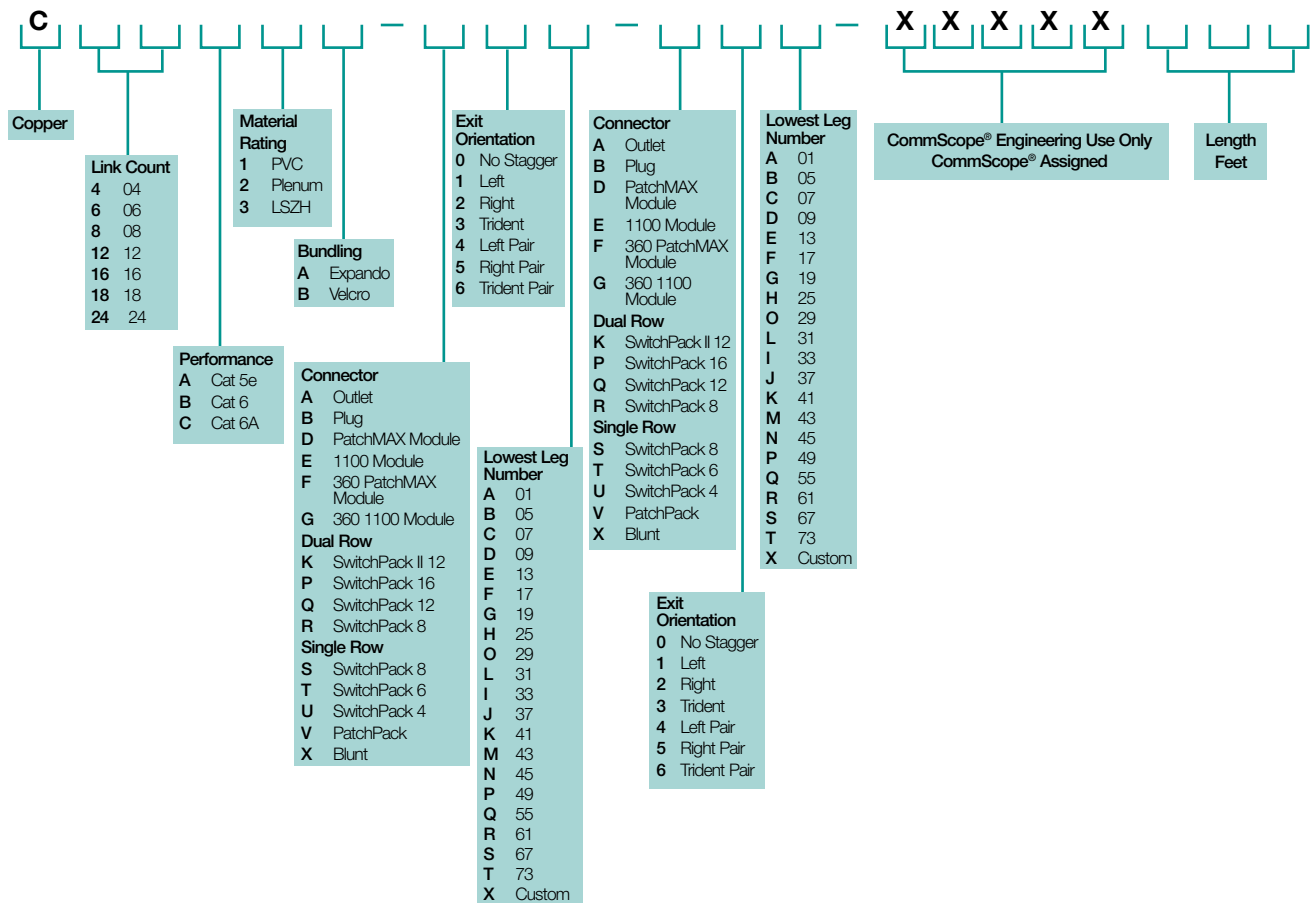 C — — — X X X X X
Copper
Link Count
4 04
6 06
8 08
12 12
16 16
18 18
24 24
Performance
A Cat 5e
B Cat 6
C Cat 6A
Material
Rating
1 PVC
2 Plenum
3 LSZH
Bundling
A Expando
B Velcro
Connector
A Outlet
B Plug
D PatchMAX Module
E 1100 Module
F 360 PatchMAX
Module
G 360 1100 Module
Dual Row
K SwitchPack II 12
P SwitchPack 16
Q SwitchPack 12
R SwitchPack 8
Single Row
S SwitchPack 8
T SwitchPack 6
U SwitchPack 4
V PatchPack
X Blunt
Exit
Orientation
0 No Stagger
1 Left
2 Right
3 Trident
4 Left Pair
5 Right Pair
6 Trident Pair
Lowest Leg
Number
A 01
B 05
C 07
D 09
E 13
F 17
G 19
H 25
O 29
L 31
I 33
J 37
K 41
M 43
N 45
P 49
Q 55
R 61
S 67
T 73
X Custom
Connector
A Outlet
B Plug
D PatchMAX
Module
E 1100 Module
F 360 PatchMAX
Module
G 360 1100
Module
Dual Row
K SwitchPack II 12
P SwitchPack 16
Q SwitchPack 12
R SwitchPack 8
Single Row
S SwitchPack 8
T SwitchPack 6
U SwitchPack 4
V PatchPack
X Blunt
Exit
Orientation
0 No Stagger
1 Left
2 Right
3 Trident
4 Left Pair
5 Right Pair
6 Trident Pair
Lowest Leg
Number
A 01
B 05
C 07
D 09
E 13
F 17
G 19
H 25
O 29
L 31
I 33
J 37
K 41
M 43
N 45
P 49
Q 55
R 61
S 67
T 73
X Custom
CommScope® Engineering Use Only
CommScope® Assigned
Length
Feet